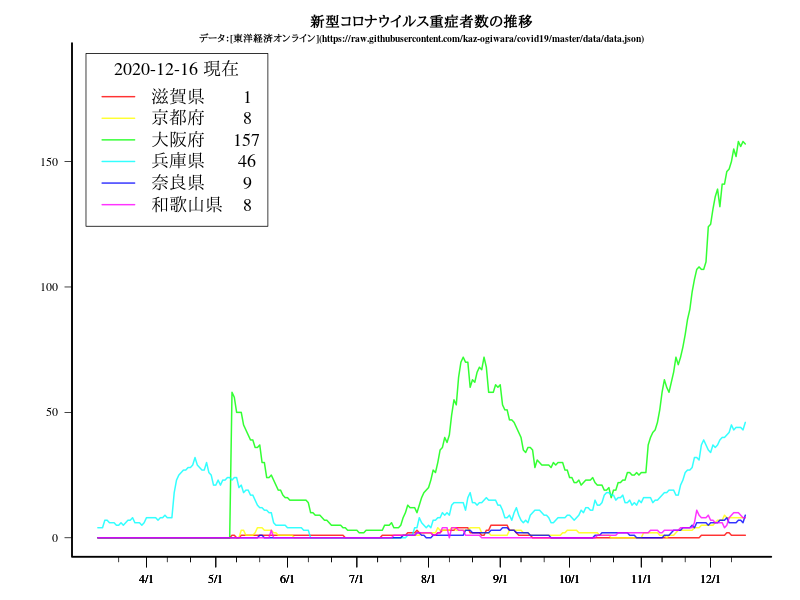 新型コロナウイルス重症者数の推移
データ:[東洋経済オンライン](https://raw.githubusercontent.com/kaz-ogiwara/covid19/master/data/data.json)
2020-12-16 現在
滋賀県 1
京都府 8
大阪府 157
兵庫県 46
奈良県 9
和歌山県 8
150
100
50
0
4/1 5/1 6/1 7/1 8/1 9/1 10/1 11/1 12/1